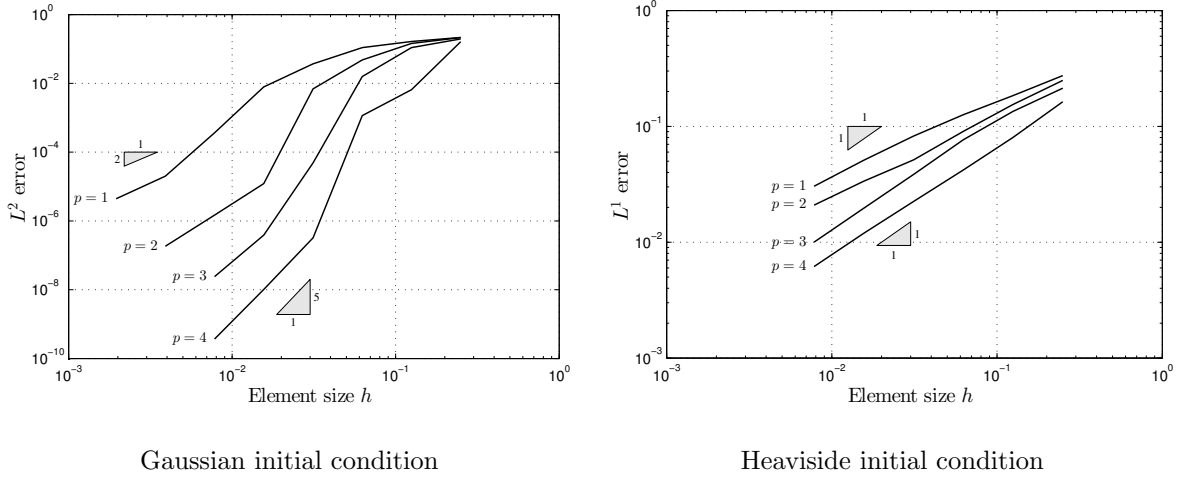 10^0
10^-2
10^-4
10^-6
10^-8
10^-10
L^2 error
1
2
p = 1
p = 2
p = 3
p = 4
5
1
10^-3
10^-2
10^-1
10^0
Element size h
Gaussian initial condition
10^0
10^-1
10^-2
10^-3
L^1 error
1
1
p = 1
p = 2
p = 3
p = 4
1
1
10^-3
10^-2
10^-1
10^0
Element size h
Heaviside initial condition